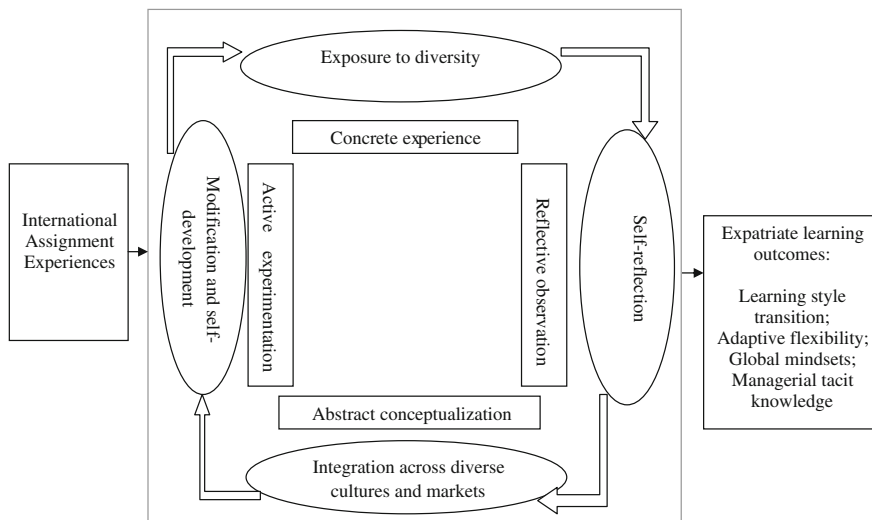 Exposure to diversity
Concrete experience
International
Assignment
Experiences
Modification and self-
development
Active experimentation
Reflective observation
Self-reflection
Expatriate learning
outcomes:
Learning style
transition;
Adaptive flexibility;
Global mindsets;
Managerial tacit
knowledge
Abstract conceptualization
Integration across diverse
cultures and markets